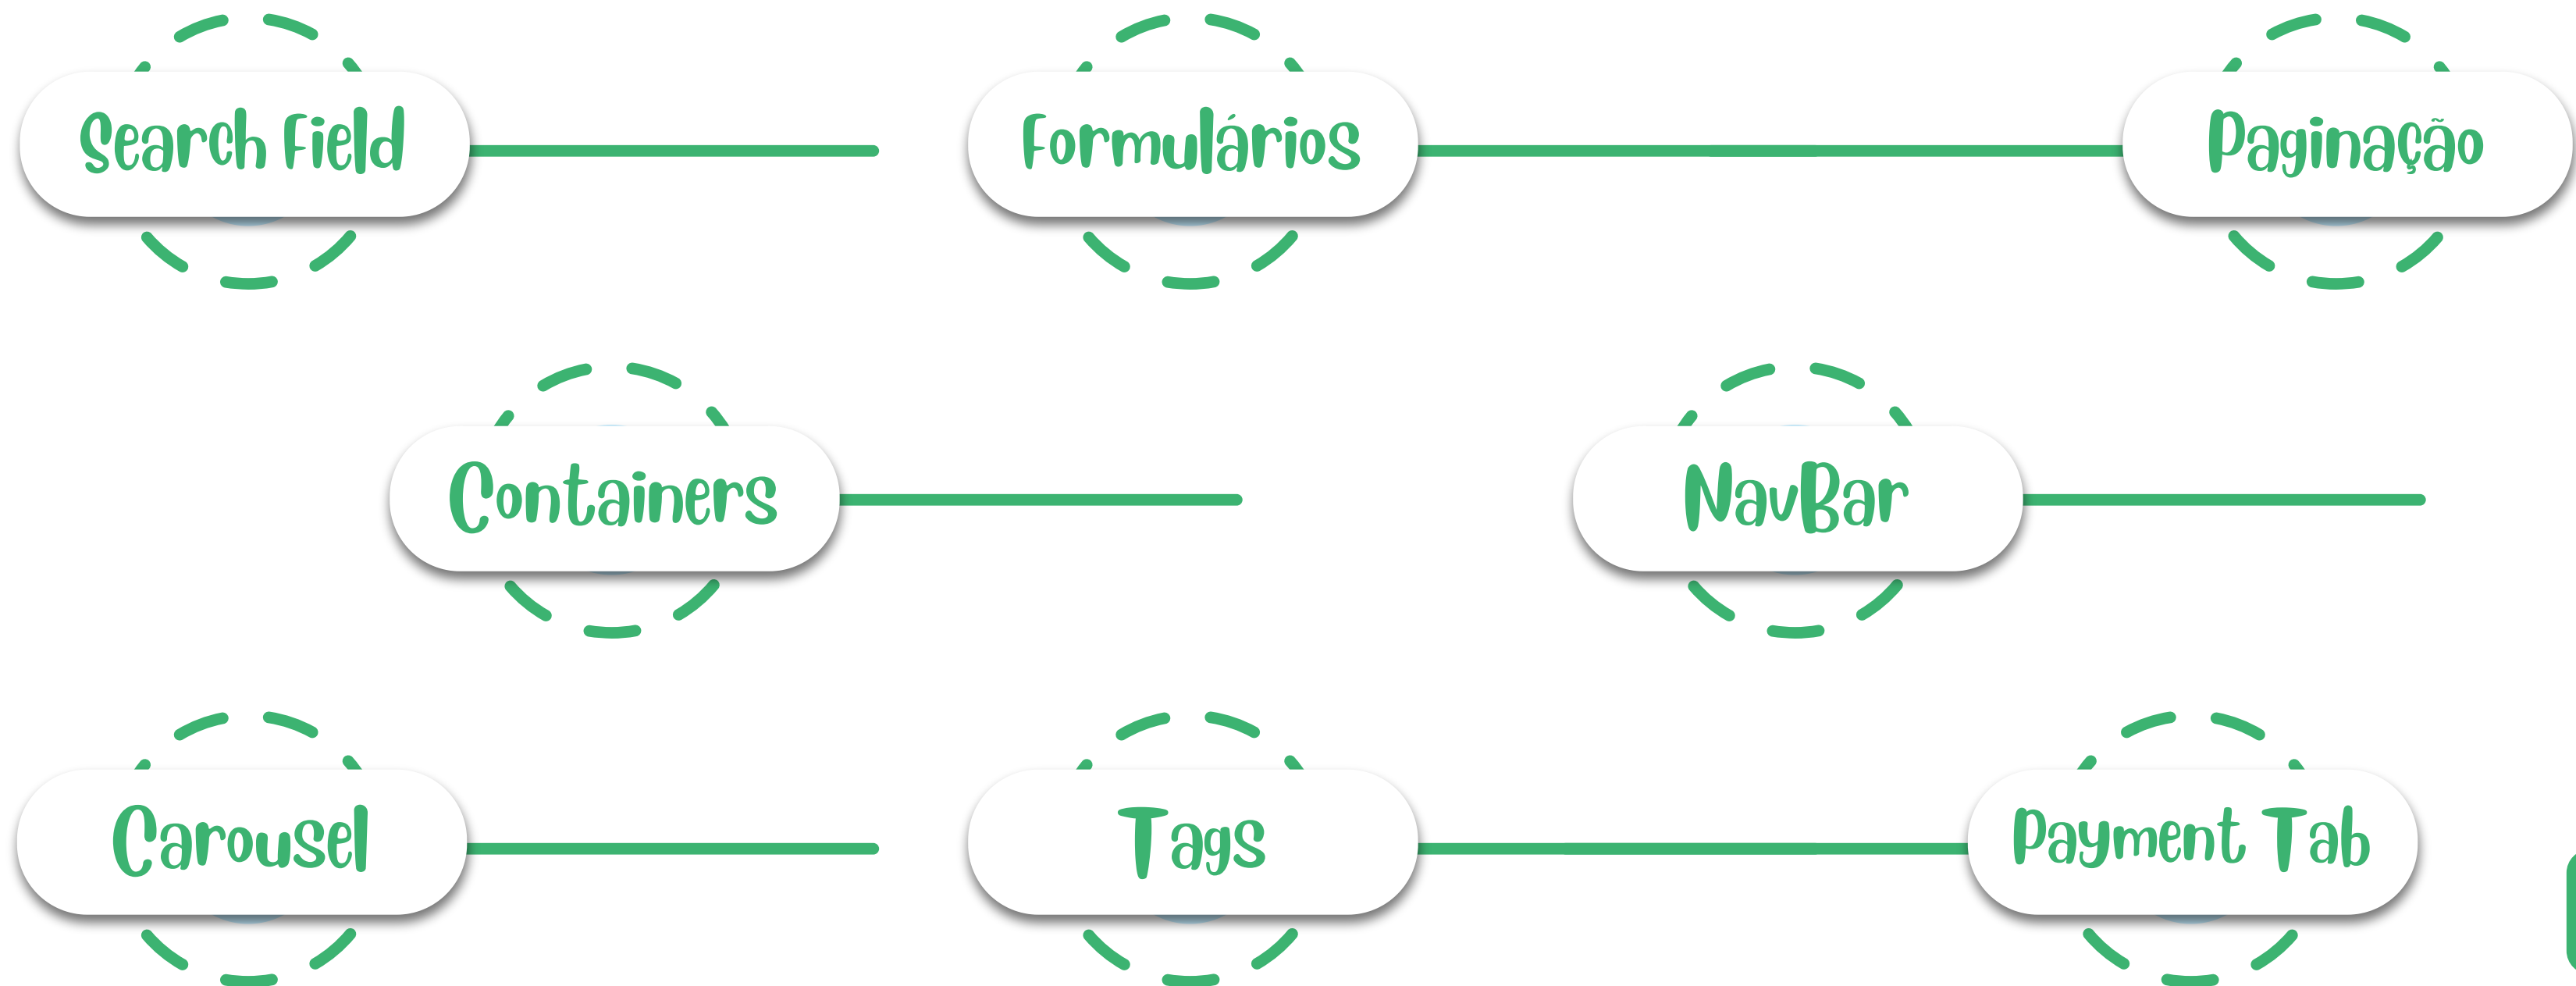 Search Field
Formulários
Paginação
Containers
NavBar
Carousel
Tags
Payment Tab